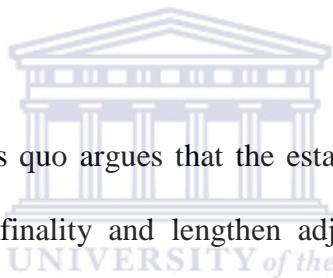 s quo argues that the esta
finality and lengthen adj
UNIVERSITY of the